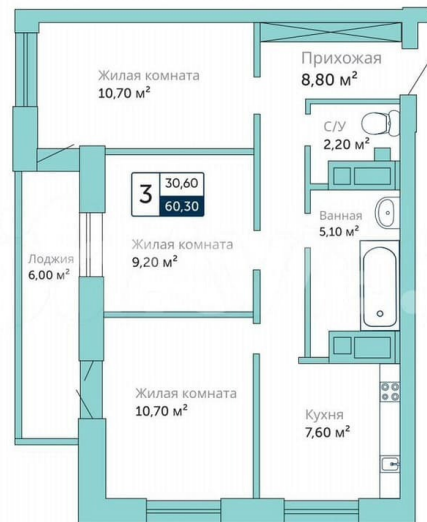 Жилая комната
10,70 м²
Прихожая
8,80 м²
С/У
2,20 м²
3
30,60
60,30
Жилая комната
9,20 м²
Ванная
5,10 м²
Лоджия
6,00 м²
Жилая комната
10,70 м²
Кухня
7,60 м²